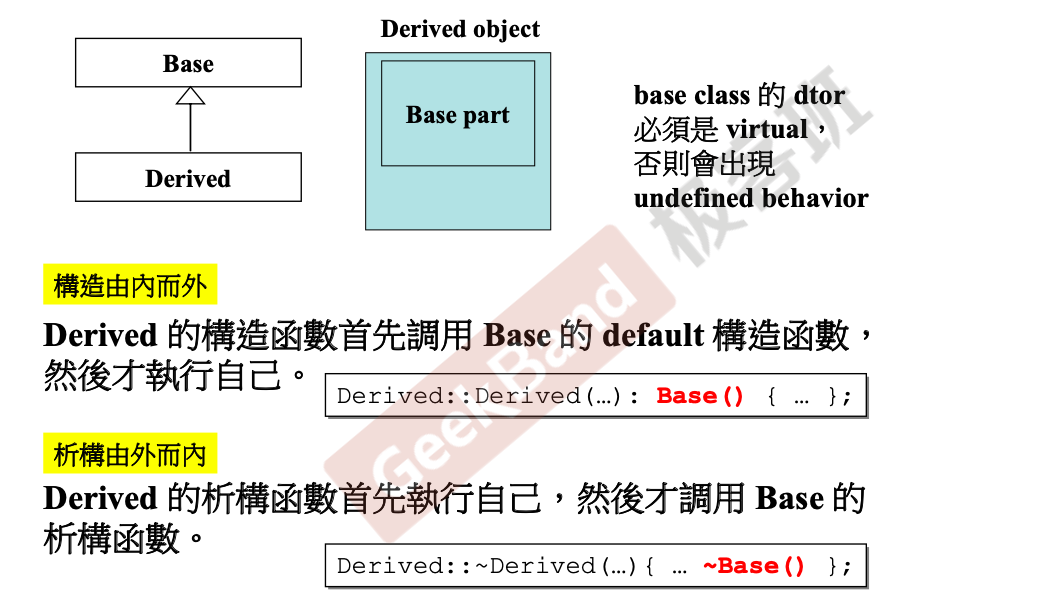 Derived object
Base
Base part
Derived
base class 的 dtor
必須是 virtual，
否則會出現
undefined behavior
構造由內而外
Derived 的構造函數首先調用 Base 的 default 構造函數，
然後才執行自己。
Derived::Derived(…): Base() { … };
析構由外而內
Derived 的析構函數首先執行自己，然後才調用 Base 的
析構函數。
Derived::~Derived(…){ … ~Base() };
GeekBand
极客班